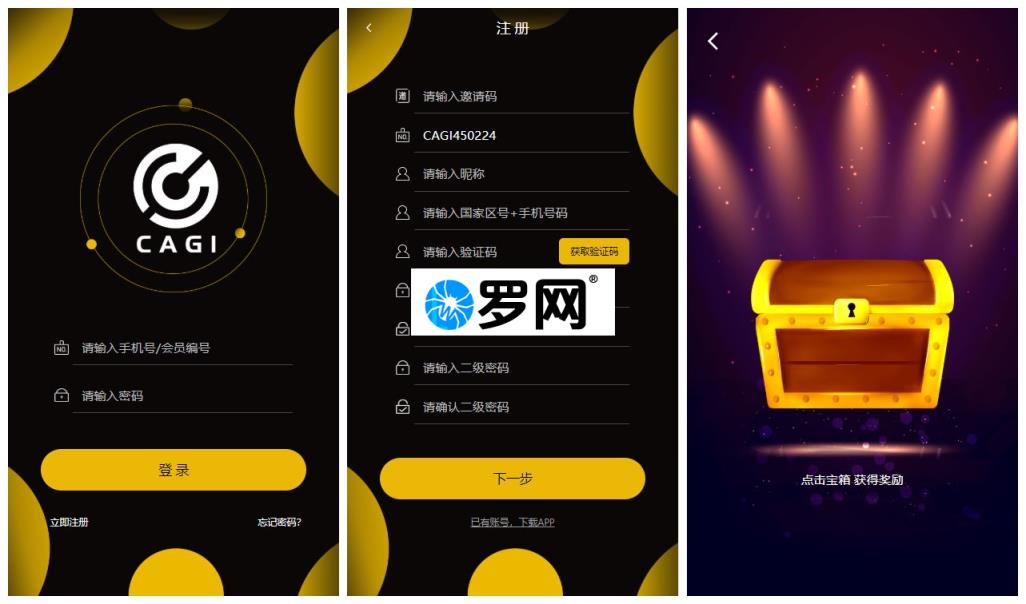 CAGI
请输入手机号/会员编号
请输入密码
登录
立即注册
忘记密码?
注册
请输入邀请码
CAGI450224
请输入昵称
请输入国家区号+手机号码
请输入验证码
获取验证码
罗网®
请输入二级密码
请确认二级密码
下一步
已有账号，下载APP
点击宝箱 获得奖励